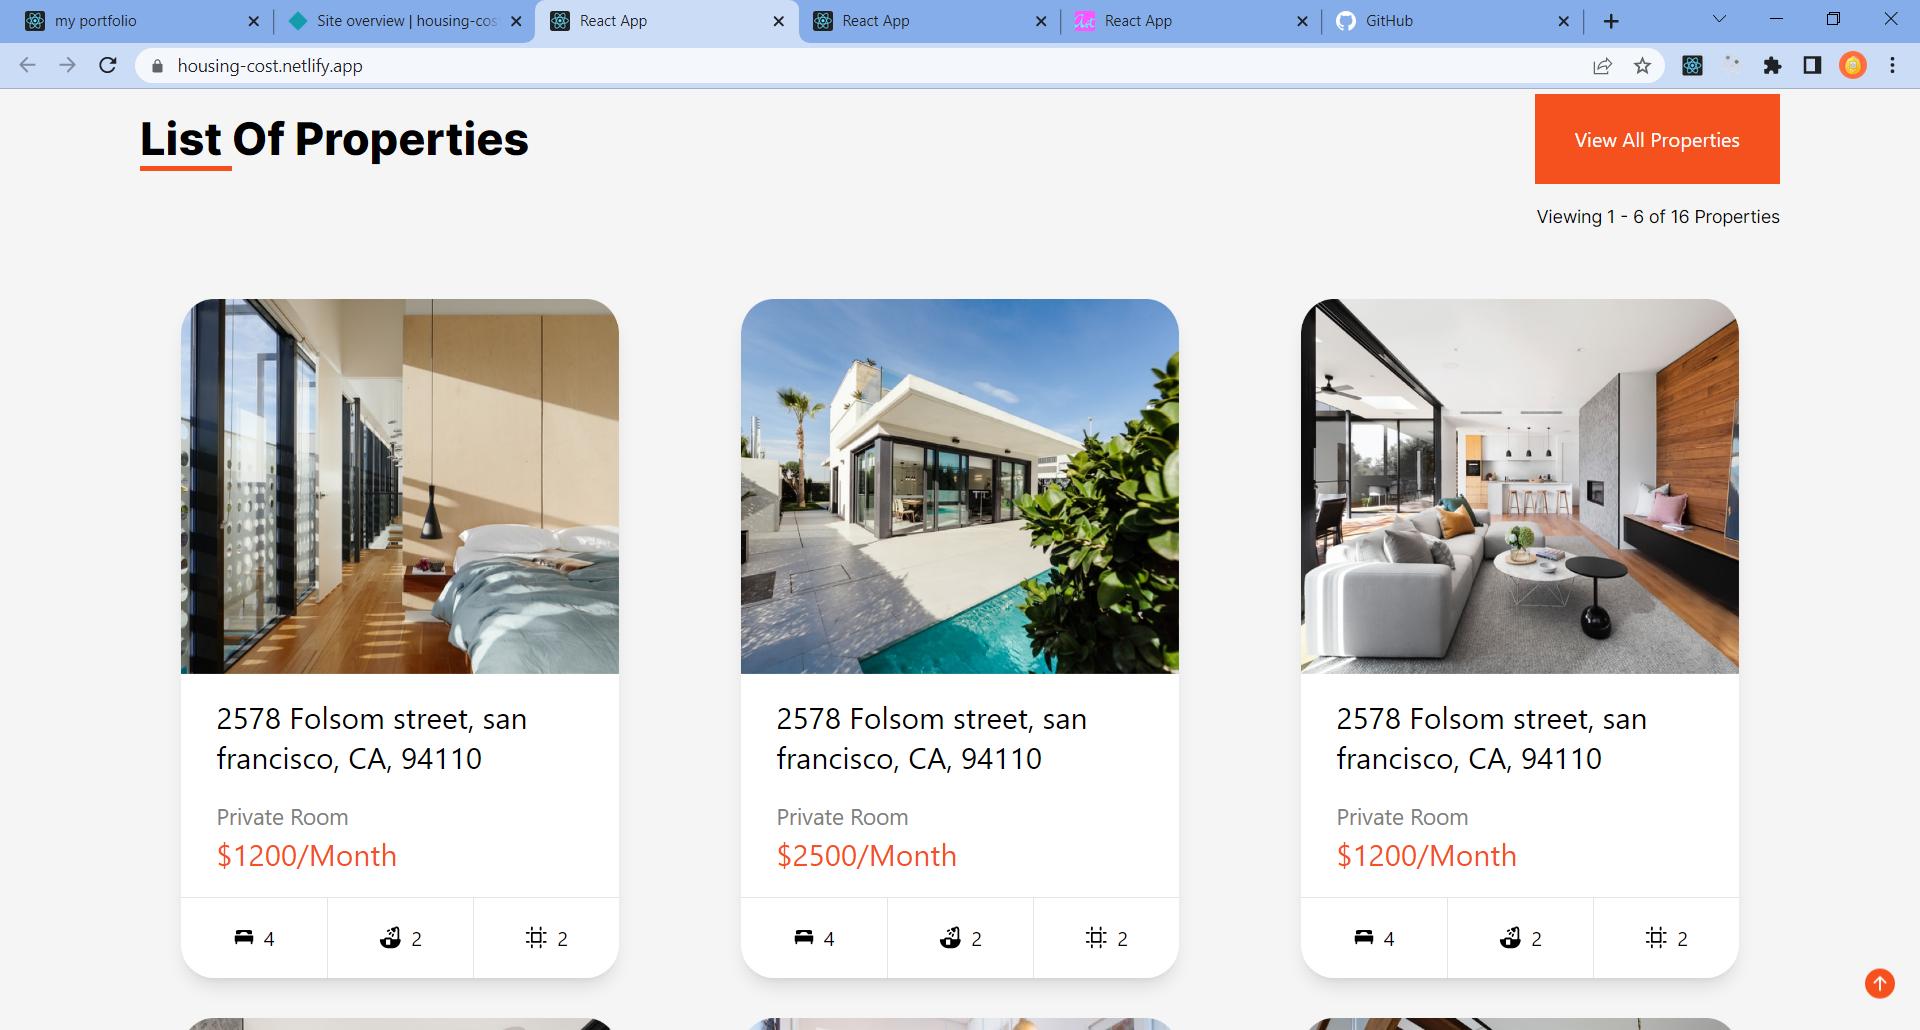 my portfolio
Site overview | housing-cos
React App
React App
React App
GitHub
housing-cost.netlify.app
List Of Properties
View All Properties
Viewing 1 - 6 of 16 Properties
2578 Folsom street, san
francisco, CA, 94110
Private Room
$1200/Month
4
2
2
2578 Folsom street, san
francisco, CA, 94110
Private Room
$2500/Month
4
2
2
2578 Folsom street, san
francisco, CA, 94110
Private Room
$1200/Month
4
2
2